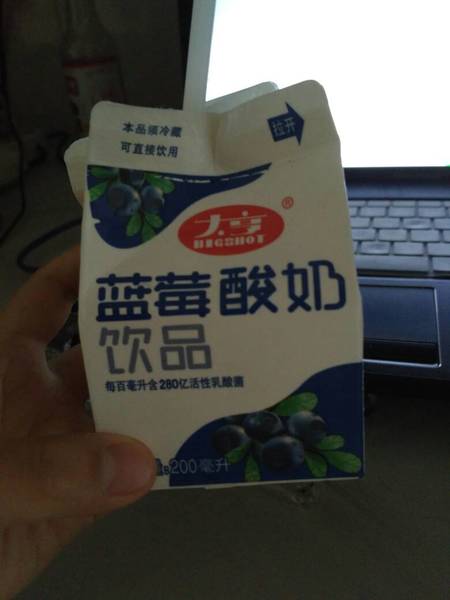 本品须冷藏
可直接饮用
拉开
大亨®
BIGSHOT
蓝莓酸奶
饮品
每百毫升含280亿活性乳酸菌
200毫升